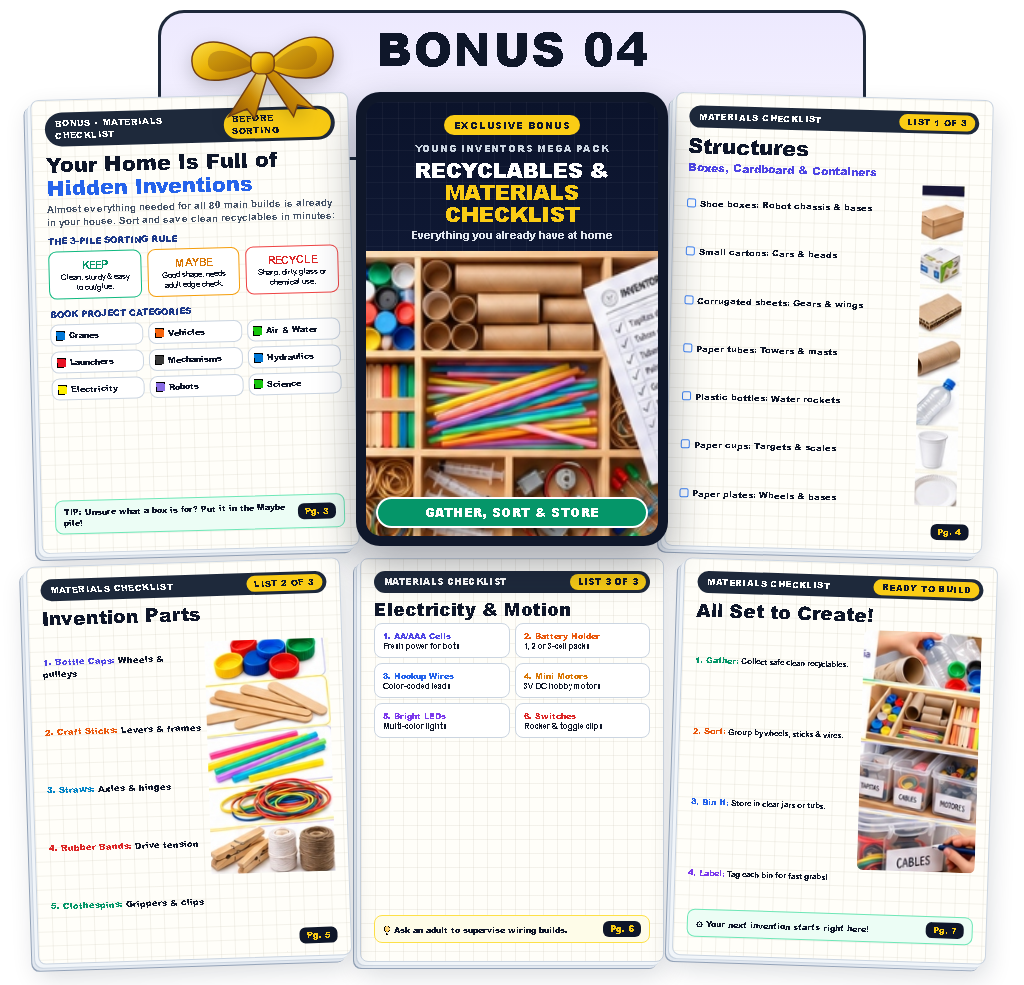 BONUS 04
BONUS · MATERIALS
CHECKLIST
BEFORE
SORTING
Your Home Is Full of
Hidden Inventions
Almost everything needed for all 80 main builds is already
in your house. Sort and save clean recyclables in minutes:
THE 3-PILE SORTING RULE
KEEP
Clean, sturdy & easy
to cut/glue.
MAYBE
Good shape, needs
adult edge check.
RECYCLE
Sharp, dirty, glass or
chemical use.
BOOK PROJECT CATEGORIES
Cranes
Vehicles
Air & Water
Launchers
Mechanisms
Hydraulics
Electricity
Robots
Science
TIP: Unsure what a box is for? Put it in the Maybe
pile!
Pg. 3
EXCLUSIVE BONUS
YOUNG INVENTORS MEGA PACK
RECYCLABLES &
MATERIALS
CHECKLIST
Everything you already have at home
GATHER, SORT & STORE
MATERIALS CHECKLIST
LIST 1 OF 3
Structures
Boxes, Cardboard & Containers
Shoe boxes: Robot chassis & bases
Small cartons: Cars & heads
Corrugated sheets: Gears & wings
Paper tubes: Towers & masts
Plastic bottles: Water rockets
Paper cups: Targets & scales
Paper plates: Wheels & bases
Pg. 4
MATERIALS CHECKLIST
LIST 2 OF 3
Invention Parts
1. Bottle Caps: Wheels &
pulleys
2. Craft Sticks: Levers & frames
3. Straws: Axles & hinges
4. Rubber Bands: Drive tension
5. Clothespins: Grippers & clips
Pg. 5
MATERIALS CHECKLIST
LIST 3 OF 3
Electricity & Motion
1. AA/AAA Cells
Fresh power for bots
2. Battery Holder
1, 2 or 3-cell packs
3. Hookup Wires
Color-coded leads
4. Mini Motors
3V DC hobby motors
5. Bright LEDs
Multi-color lights
6. Switches
Rocker & toggle clips
Ask an adult to supervise wiring builds.
Pg. 6
MATERIALS CHECKLIST
READY TO BUILD
All Set to Create!
1. Gather: Collect safe clean recyclables.
2. Sort: Group by wheels, sticks & wires.
3. Bin It: Store in clear jars or tubs.
4. Label: Tag each bin for fast grabs!
CABLES
MOTORES
CABLES
Your next invention starts right here!
Pg. 7